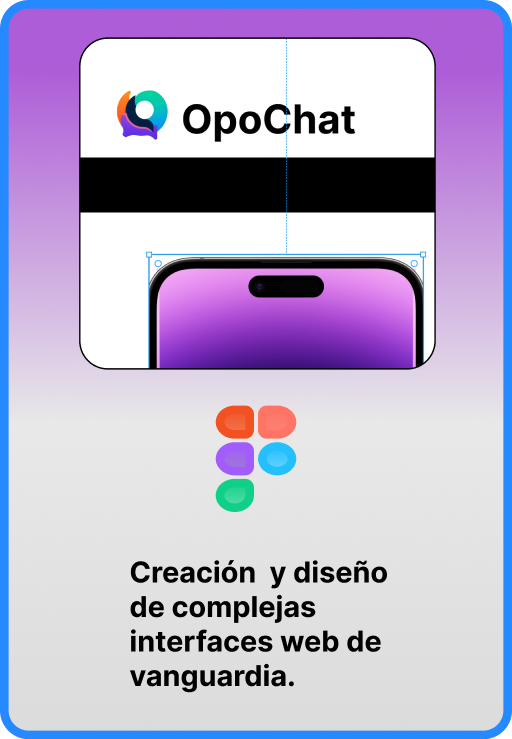 OpoChat
Creación y diseño
de complejas
interfaces web de
vanguardia.